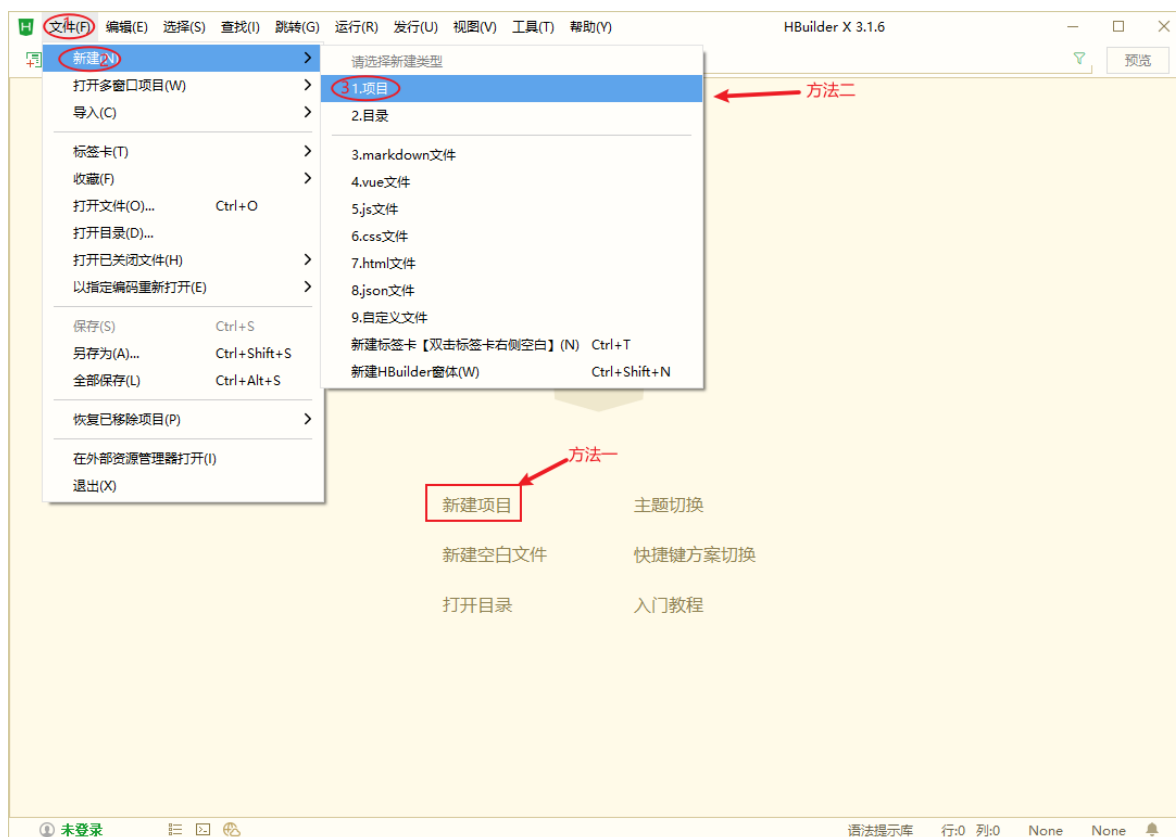 文件(F) 编辑(E) 选择(S) 查找(I) 跳转(G) 运行(R) 发行(U) 视图(V) 工具(T) 帮助(Y) HBuilder X 3.1.6
1
新建(N) 2
请选择新建类型
预览
打开多窗口项目(W)
3 1.项目
方法二
导入(C)
2.目录
标签卡(T)
3.markdown文件
收藏(F)
4.vue文件
打开文件(O)... Ctrl+O
5.js文件
打开目录(D)...
6.css文件
打开已关闭文件(H)
7.html文件
以指定编码重新打开(E)
8.json文件
9.自定义文件
保存(S) Ctrl+S
新建标签卡【双击标签卡右侧空白】(N) Ctrl+T
另存为(A)... Ctrl+Shift+S
新建HBuilder窗体(W) Ctrl+Shift+N
全部保存(L) Ctrl+Alt+S
恢复已移除项目(P)
在外部资源管理器打开(I)
方法一
退出(X)
新建项目 主题切换
新建空白文件 快捷键方案切换
打开目录 入门教程
未登录 语法提示库 行:0 列:0 None None